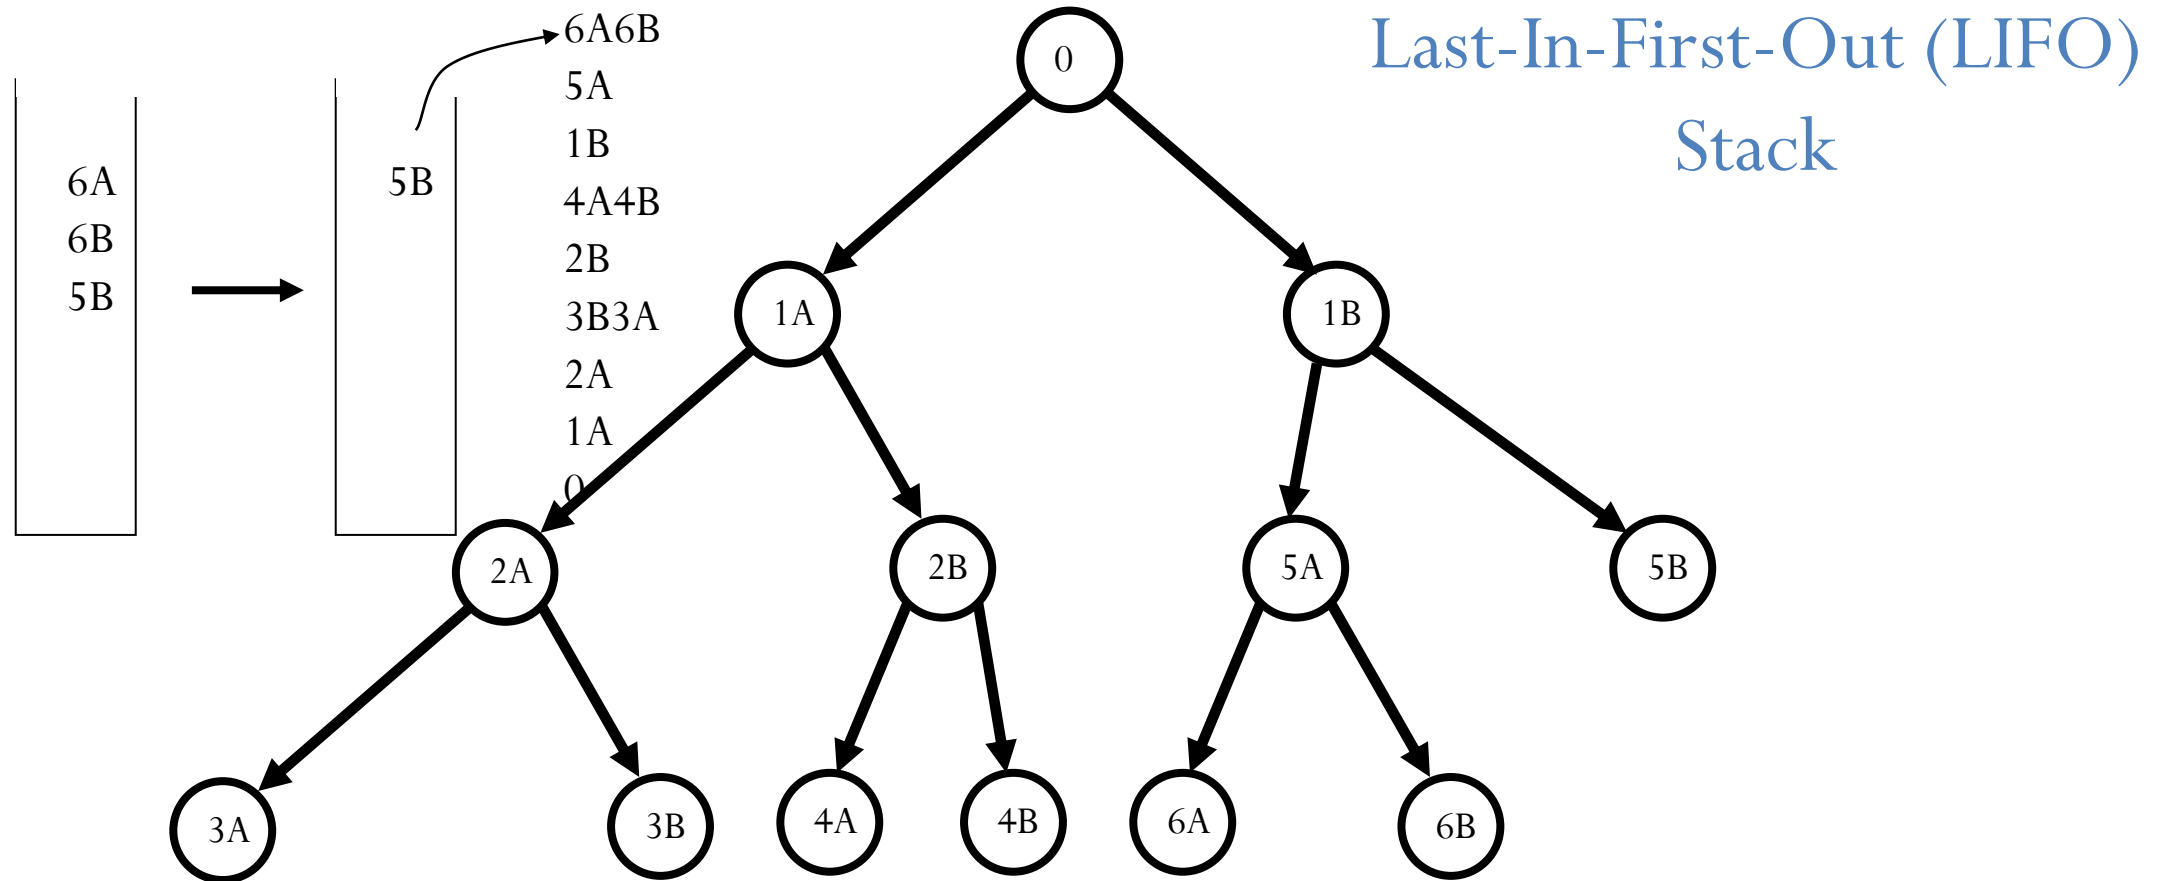 Last-In-First-Out (LIFO)
Stack
6A
6B
5B
5B
6A6B
5A
1B
4A4B
2B
3B3A
2A
1A
0
0
1A
1B
2A
2B
5A
5B
3A
3B
4A
4B
6A
6B